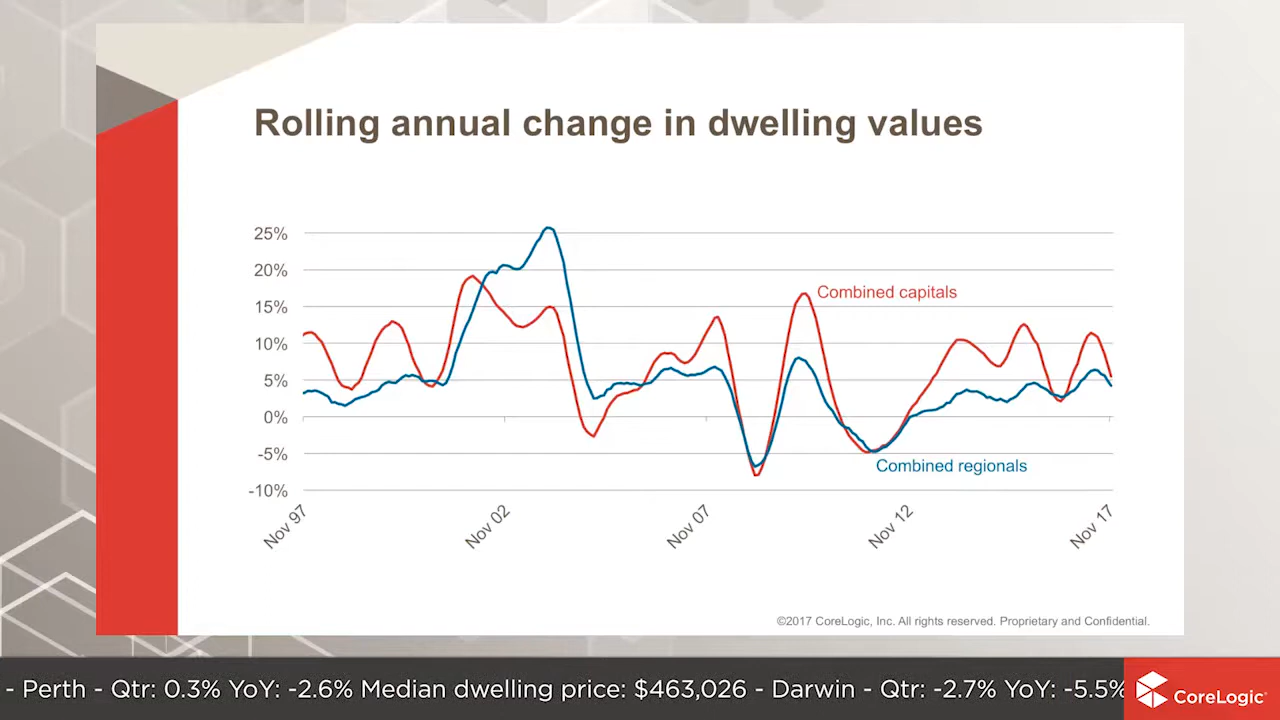 Rolling annual change in dwelling values
25%
20%
15%
10%
5%
0%
-5%
-10%
Combined capitals
Combined regionals
Nov 97
Nov 02
Nov 07
Nov 12
Nov 17
©2017 CoreLogic, Inc. All rights reserved. Proprietary and Confidential.
- Perth - Qtr: 0.3% YoY: -2.6% Median dwelling price: $463,026 - Darwin - Qtr: -2.7% YoY: -5.5%
CoreLogic